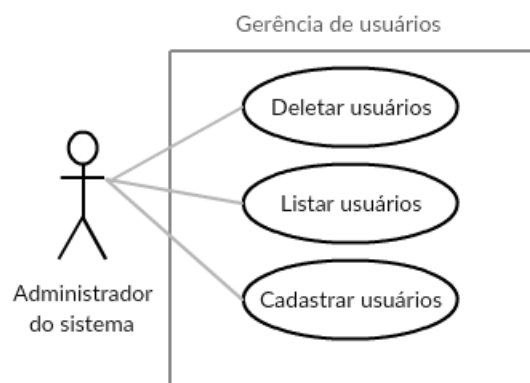 Gerência de usuários
Deletar usuários
Listar usuários
Cadastrar usuários
Administrador
do sistema